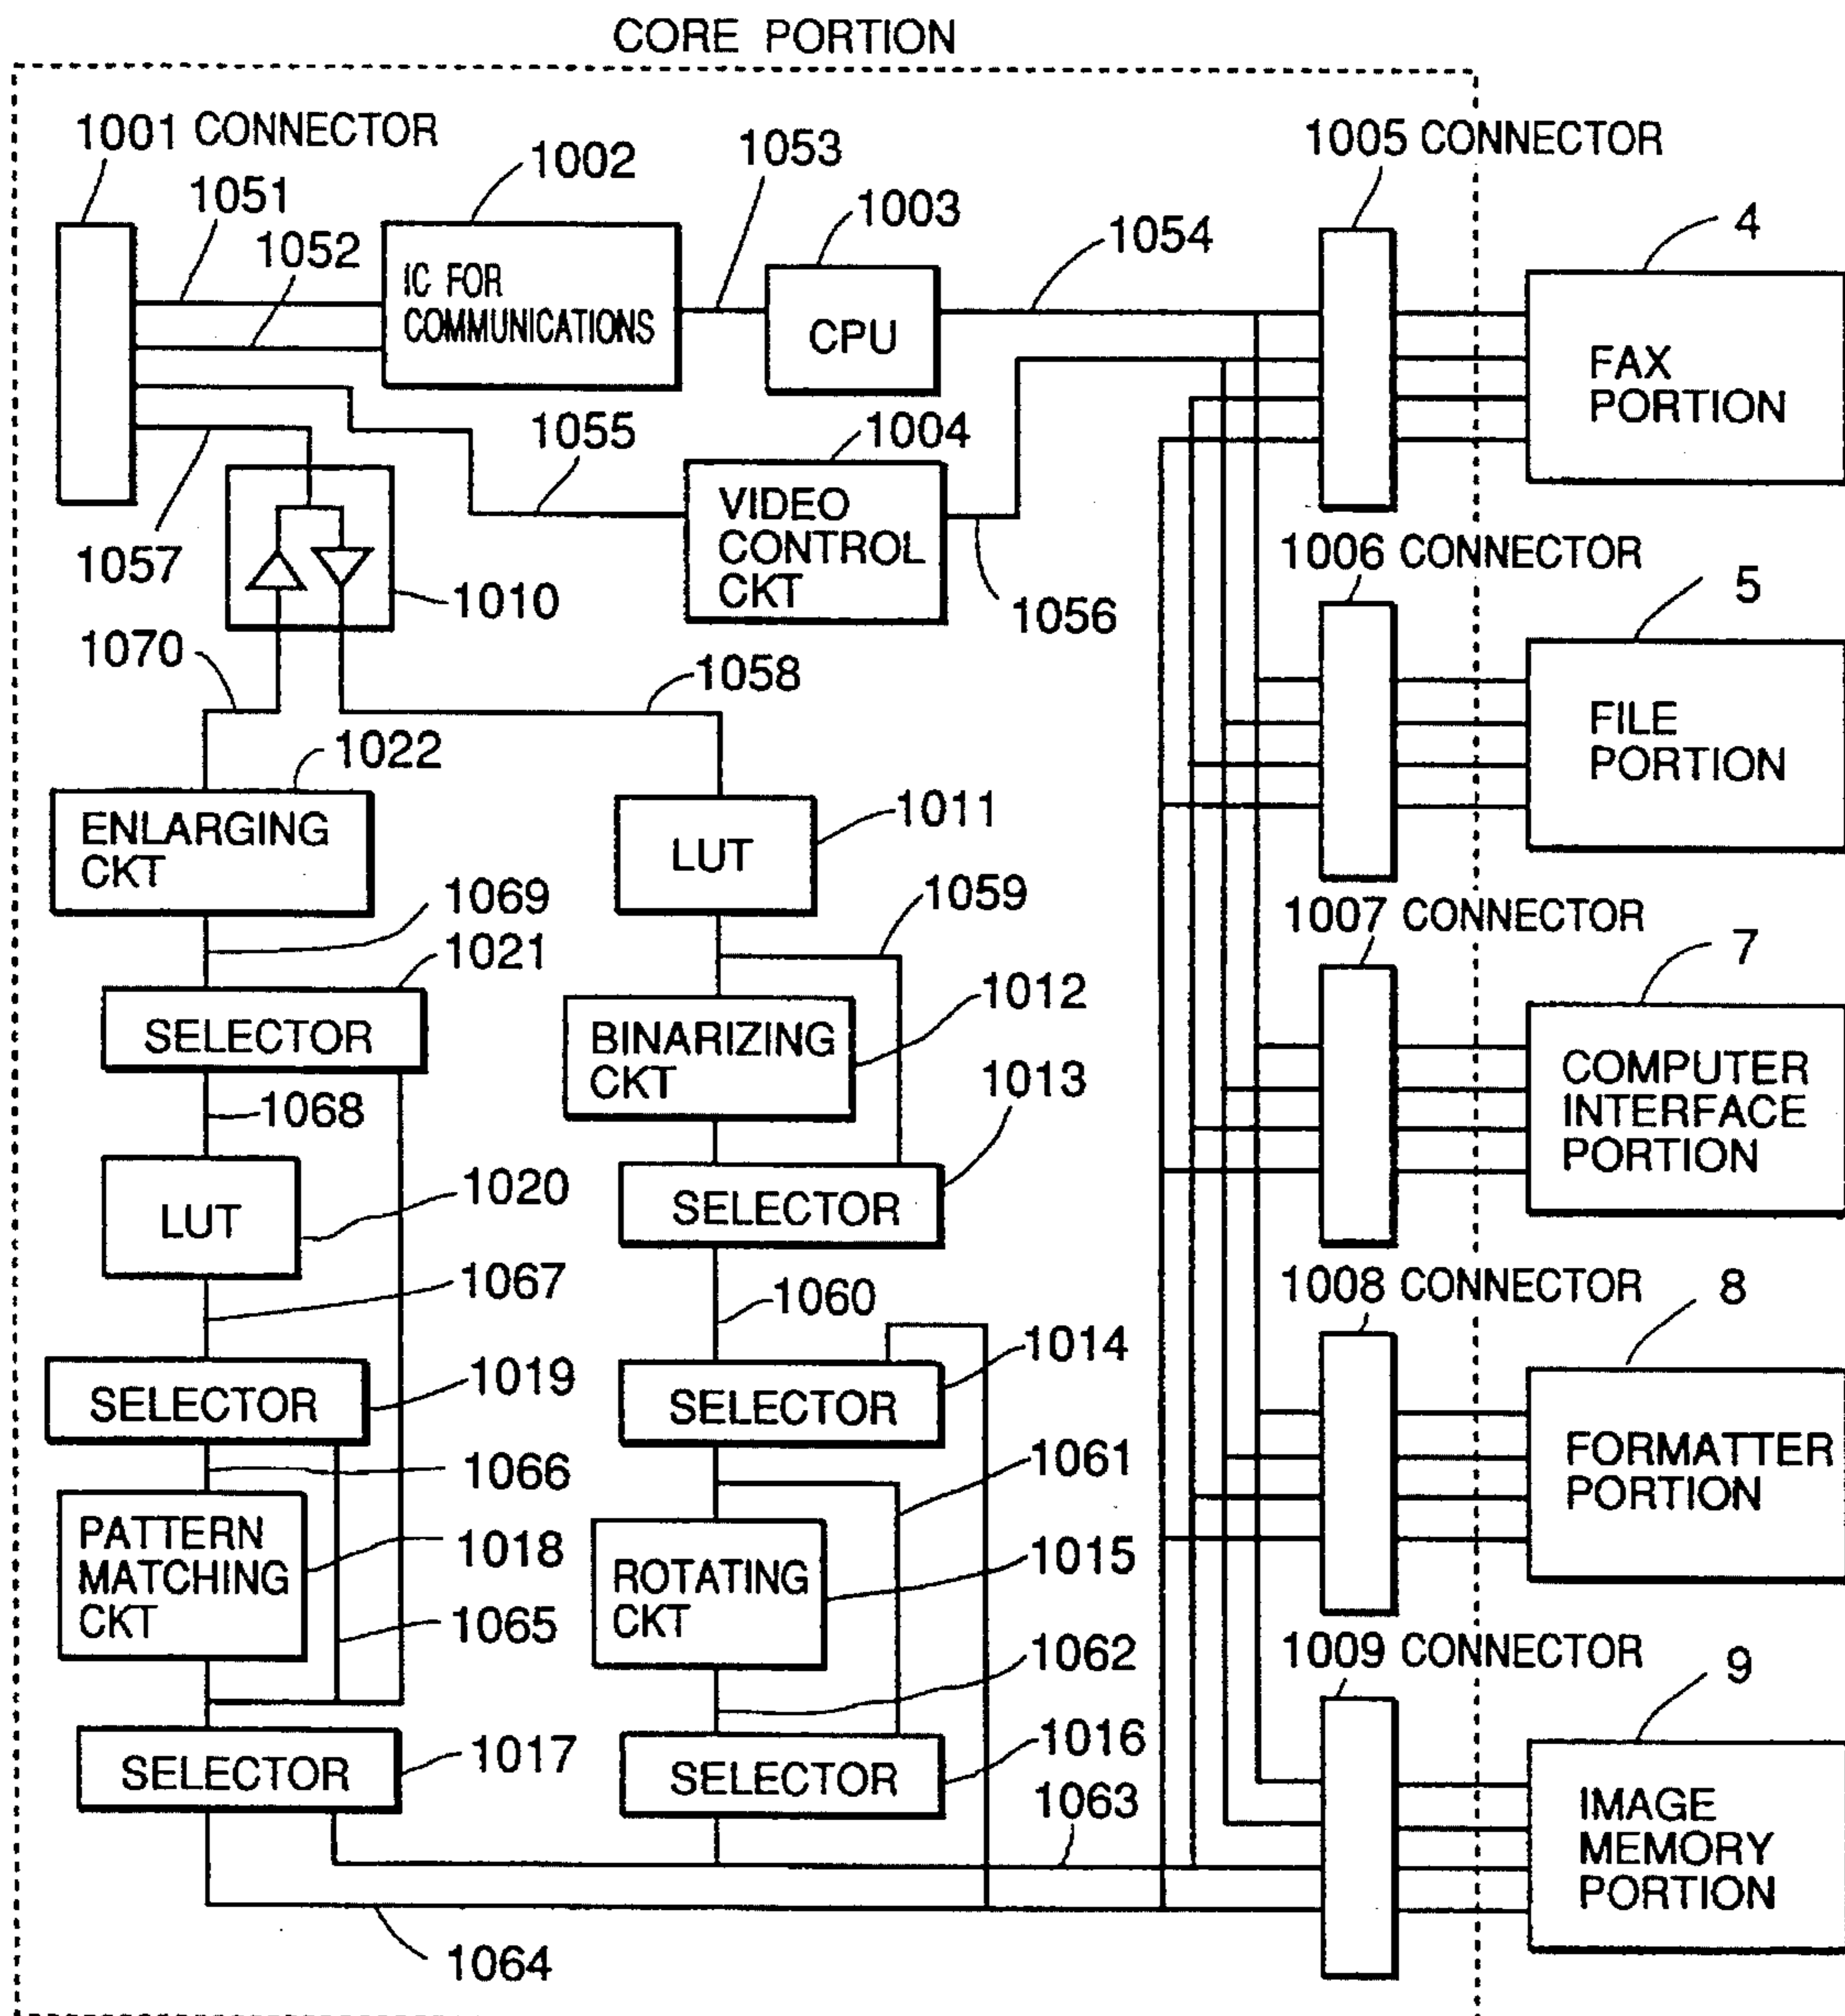 CORE PORTION
1001 CONNECTOR
1051
1052
1002
IC FOR
COMMUNICATIONS
1053
1003
CPU
1054
1005 CONNECTOR
4
FAX
PORTION
1057
1055
1004
VIDEO
CONTROL
CKT
1056
1010
1006 CONNECTOR
5
FILE
PORTION
1070
1058
1022
ENLARGING
CKT
1011
LUT
1069
1059
1021
SELECTOR
1012
BINARIZING
CKT
1013
1007 CONNECTOR
7
COMPUTER
INTERFACE
PORTION
1068
LUT
1020
SELECTOR
1067
1060
1008 CONNECTOR
8
FORMATTER
PORTION
SELECTOR
1019
SELECTOR
1014
1066
1061
PATTERN
MATCHING
CKT
1018
ROTATING
CKT
1015
1065
1062
1009 CONNECTOR
9
IMAGE
MEMORY
PORTION
SELECTOR
1017
SELECTOR
1016
1063
1064